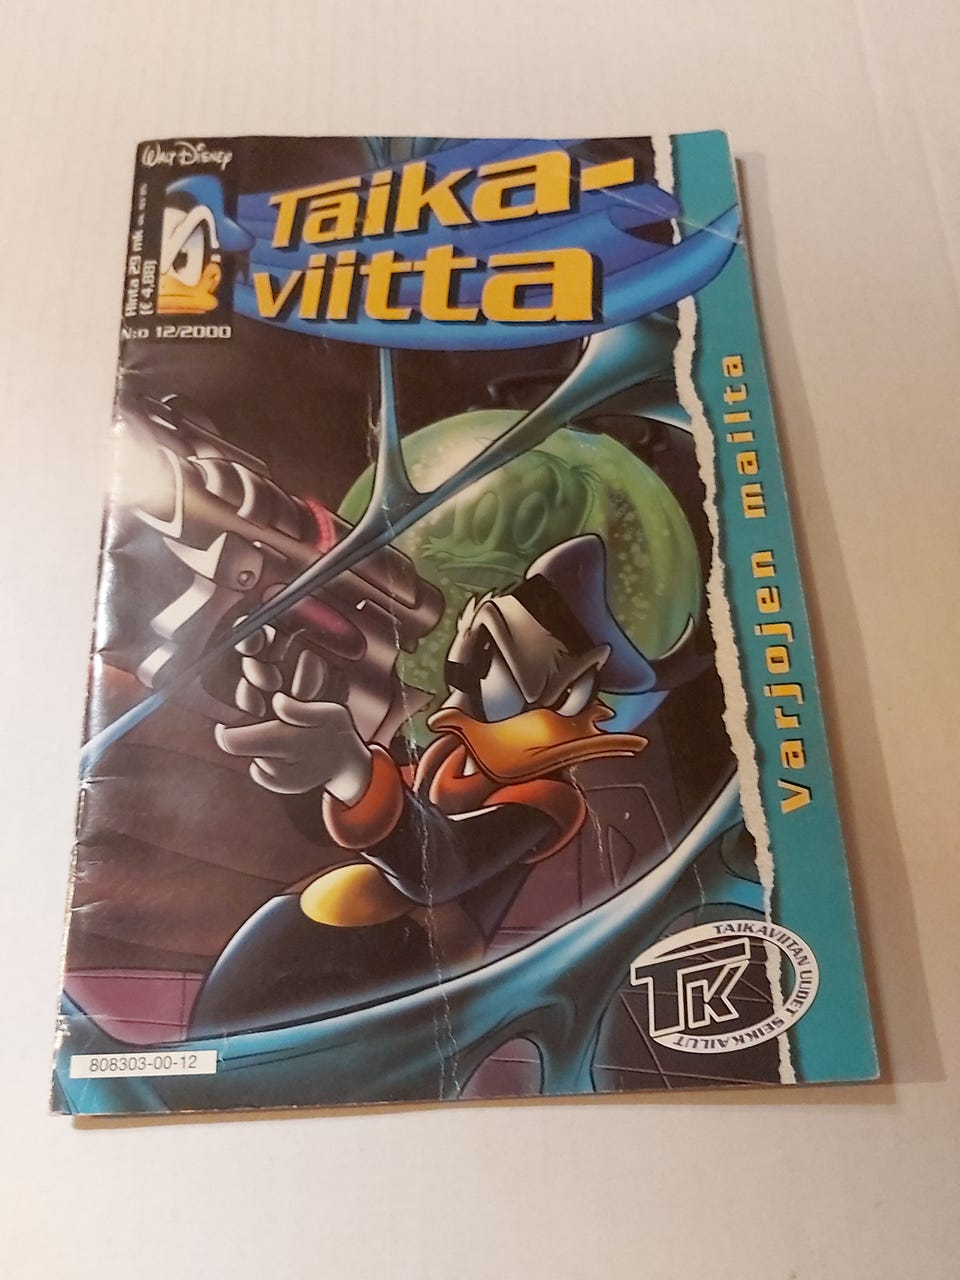 Walt Disney
Taika-
viitta
Hinta 29 mk
(€ 4,88)
N:o 12/2000
Varjojen mailta
TAIKAVIITAN UUDET SEIKKAILUT
TK
808303-00-12